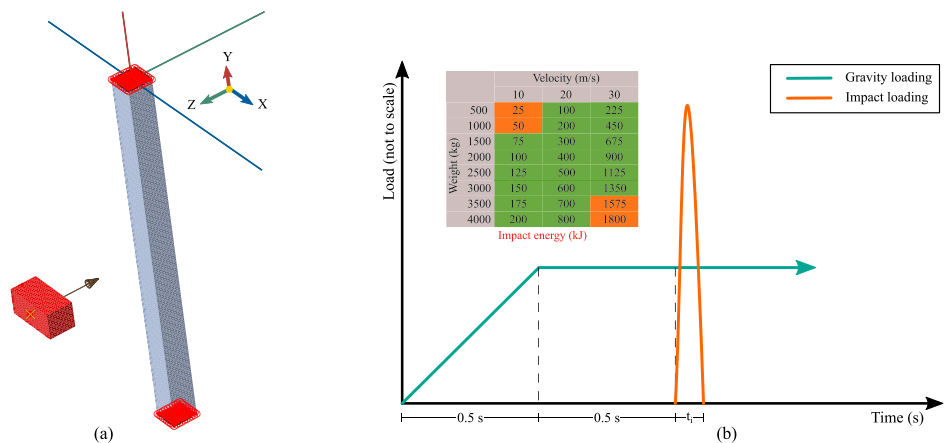 Y
Z
X
(a)
Load (not to scale)
Velocity (m/s)
10 20 30
Weight (kg)
500 25 100 225
1000 50 200 450
1500 75 300 675
2000 100 400 900
2500 125 500 1125
3000 150 600 1350
3500 175 700 1575
4000 200 800 1800
Impact energy (kJ)
Gravity loading
Impact loading
0.5 s 0.5 s tᵢ
Time (s)
(b)